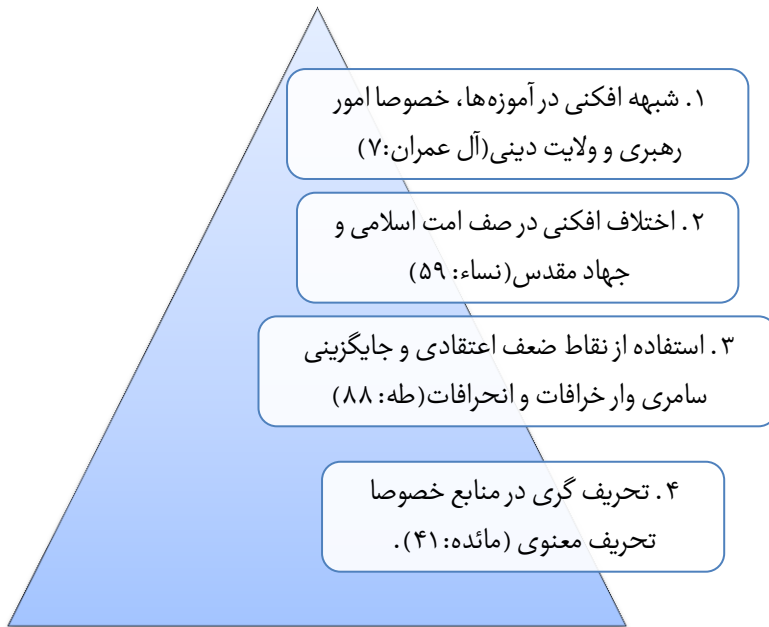 ۱. شبهه افکنی در آموزه‌ها، خصوصا امور
رهبری و ولایت دینی(آل عمران:۷)
۲. اختلاف افکنی در صف امت اسلامی و
جهاد مقدس(نساء: ۵۹)
۳. استفاده از نقاط ضعف اعتقادی و جایگزینی
سامری وار خرافات و انحرافات(طه: ۸۸)
۴. تحریف گری در منابع خصوصا
تحریف معنوی (مائده:۴۱).